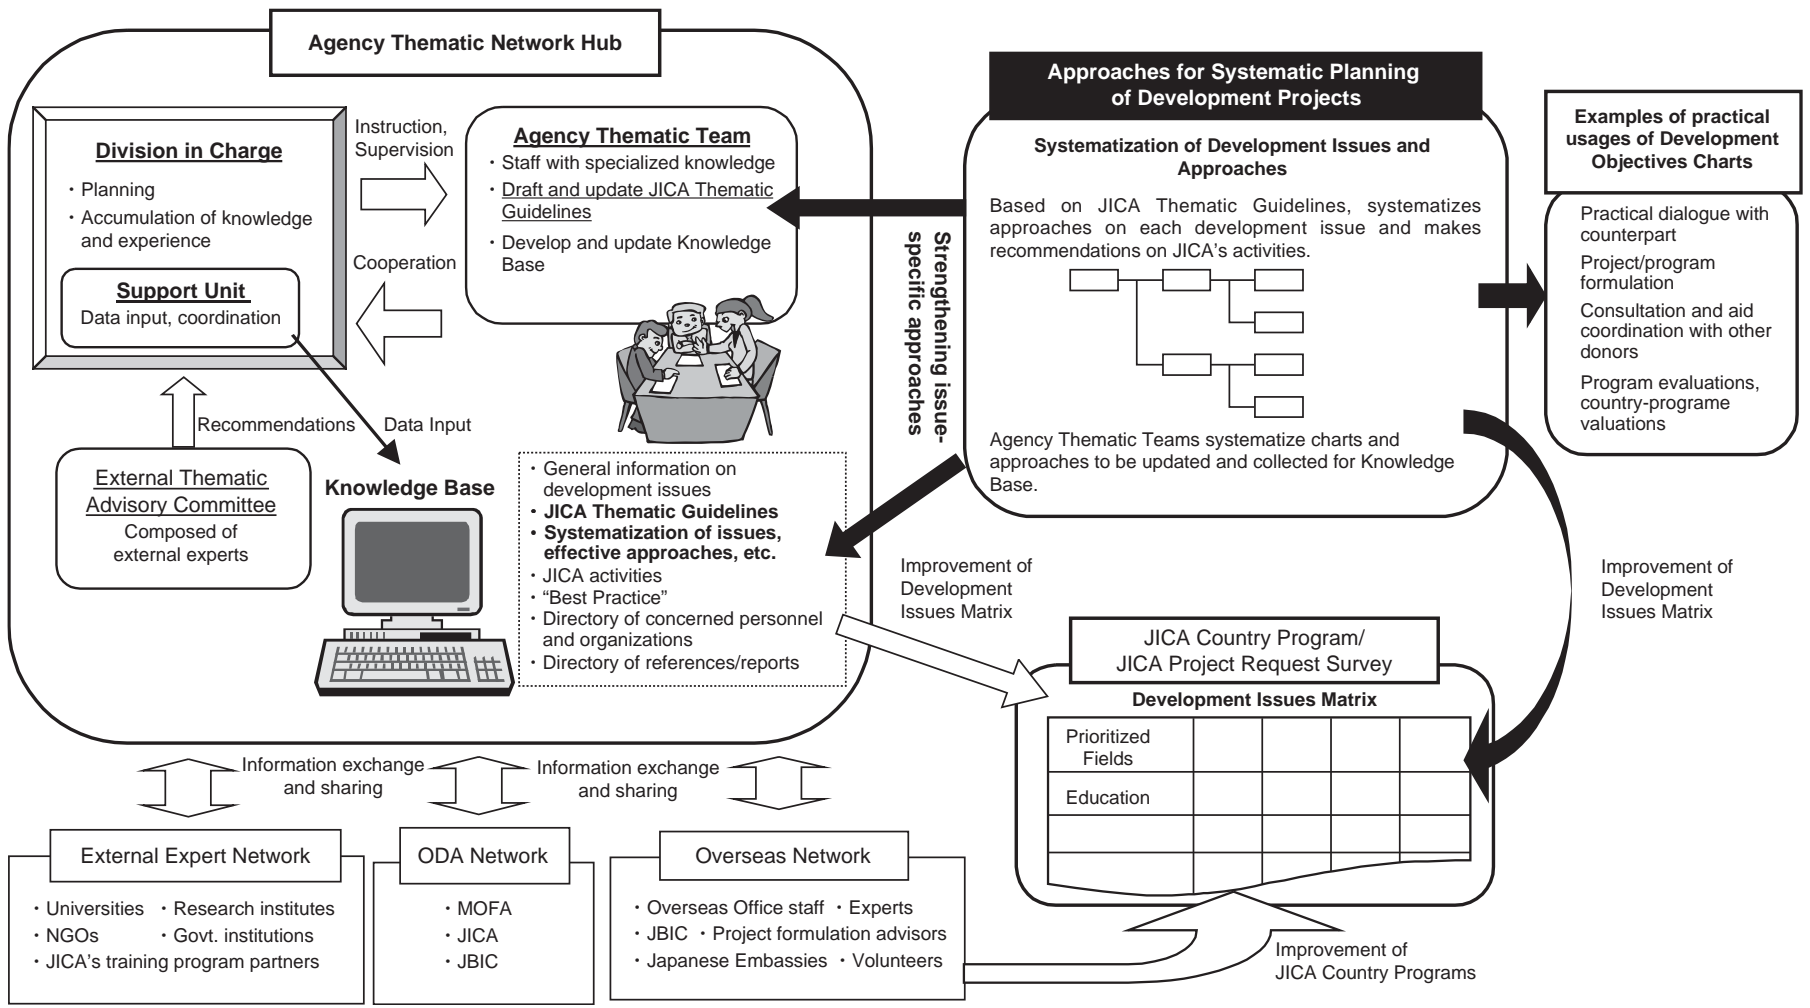 Agency Thematic Network Hub
Division in Charge
・Planning
・Accumulation of knowledge
and experience
Support Unit
Data input, coordination
Instruction,
Supervision
Cooperation
Agency Thematic Team
・Staff with specialized knowledge
・Draft and update JICA Thematic
Guidelines
・Develop and update Knowledge
Base
Recommendations
Data Input
External Thematic
Advisory Committee
Composed of
external experts
Knowledge Base
・General information on
development issues
・JICA Thematic Guidelines
・Systematization of issues,
effective approaches, etc.
・JICA activities
・“Best Practice”
・Directory of concerned personnel
and organizations
・Directory of references/reports
Strengthening issue-
specific approaches
Approaches for Systematic Planning
of Development Projects
Systematization of Development Issues and
Approaches
Based on JICA Thematic Guidelines, systematizes
approaches on each development issue and makes
recommendations on JICA’s activities.
Agency Thematic Teams systematize charts and
approaches to be updated and collected for Knowledge
Base.
Examples of practical
usages of Development
Objectives Charts
Practical dialogue with
counterpart
Project/program
formulation
Consultation and aid
coordination with other
donors
Program evaluations,
country-programe
valuations
Improvement of
Development
Issues Matrix
Improvement of
Development
Issues Matrix
JICA Country Program/
JICA Project Request Survey
Development Issues Matrix
Prioritized
Fields
Education
Information exchange
and sharing
Information exchange
and sharing
External Expert Network
・Universities ・Research institutes
・NGOs ・Govt. institutions
・JICA’s training program partners
ODA Network
・MOFA
・JICA
・JBIC
Overseas Network
・Overseas Office staff ・Experts
・JBIC ・Project formulation advisors
・Japanese Embassies ・Volunteers
Improvement of
JICA Country Programs